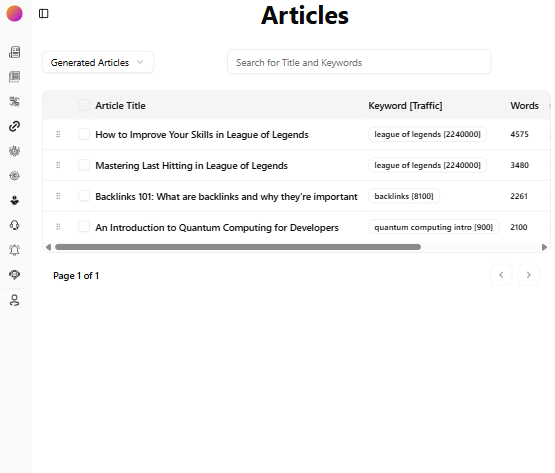 Articles
Generated Articles
Search for Title and Keywords
Article Title Keyword [Traffic] Words
How to Improve Your Skills in League of Legends league of legends [2240000] 4575
Mastering Last Hitting in League of Legends league of legends [2240000] 3480
Backlinks 101: What are backlinks and why they're important backlinks [8100] 2261
An Introduction to Quantum Computing for Developers quantum computing intro [900] 2100
Page 1 of 1